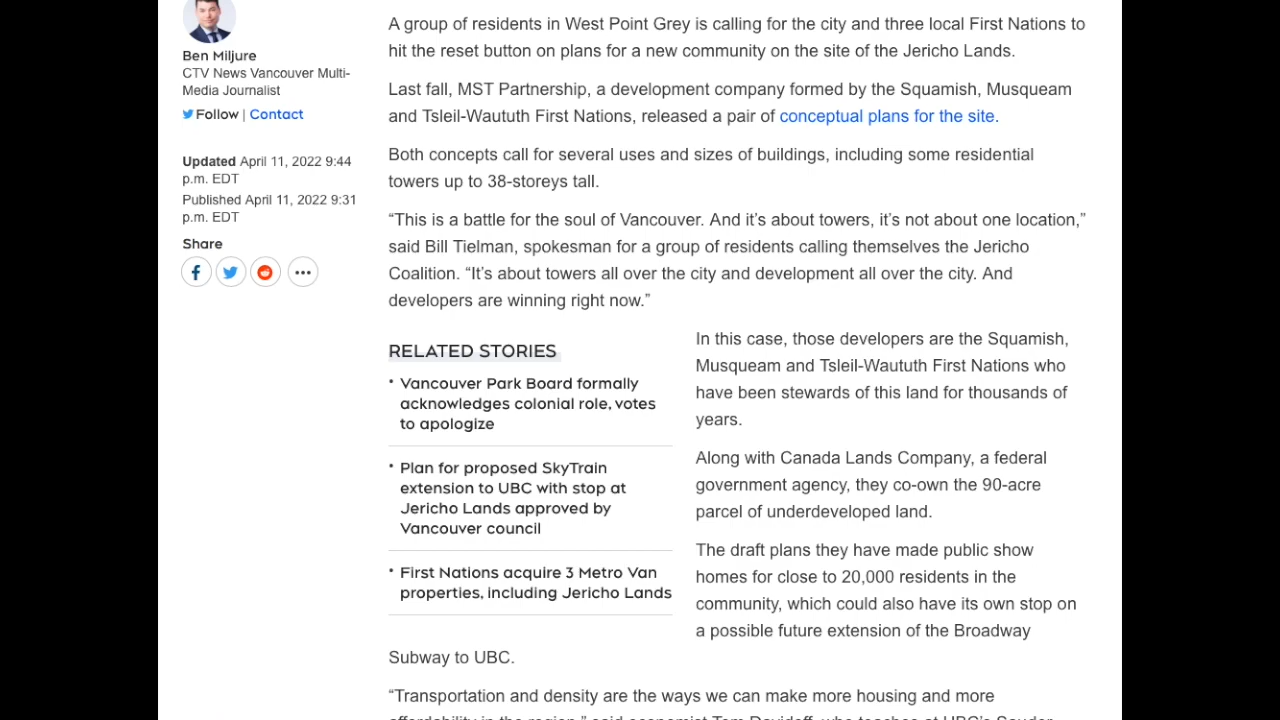 Ben Miljure
CTV News Vancouver Multi-
Media Journalist
Follow | Contact
Updated April 11, 2022 9:44
p.m. EDT
Published April 11, 2022 9:31
p.m. EDT
Share
A group of residents in West Point Grey is calling for the city and three local First Nations to
hit the reset button on plans for a new community on the site of the Jericho Lands.
Last fall, MST Partnership, a development company formed by the Squamish, Musqueam
and Tsleil-Waututh First Nations, released a pair of conceptual plans for the site.
Both concepts call for several uses and sizes of buildings, including some residential
towers up to 38-storeys tall.
“This is a battle for the soul of Vancouver. And it’s about towers, it’s not about one location,”
said Bill Tielman, spokesman for a group of residents calling themselves the Jericho
Coalition. “It’s about towers all over the city and development all over the city. And
developers are winning right now.”
RELATED STORIES
• Vancouver Park Board formally
acknowledges colonial role, votes
to apologize
• Plan for proposed SkyTrain
extension to UBC with stop at
Jericho Lands approved by
Vancouver council
• First Nations acquire 3 Metro Van
properties, including Jericho Lands
In this case, those developers are the Squamish,
Musqueam and Tsleil-Waututh First Nations who
have been stewards of this land for thousands of
years.
Along with Canada Lands Company, a federal
government agency, they co-own the 90-acre
parcel of underdeveloped land.
The draft plans they have made public show
homes for close to 20,000 residents in the
community, which could also have its own stop on
a possible future extension of the Broadway
Subway to UBC.
“Transportation and density are the ways we can make more housing and more
affordability in the region,” said economist Tom Davidoff, who teaches at UBC’s Sauder